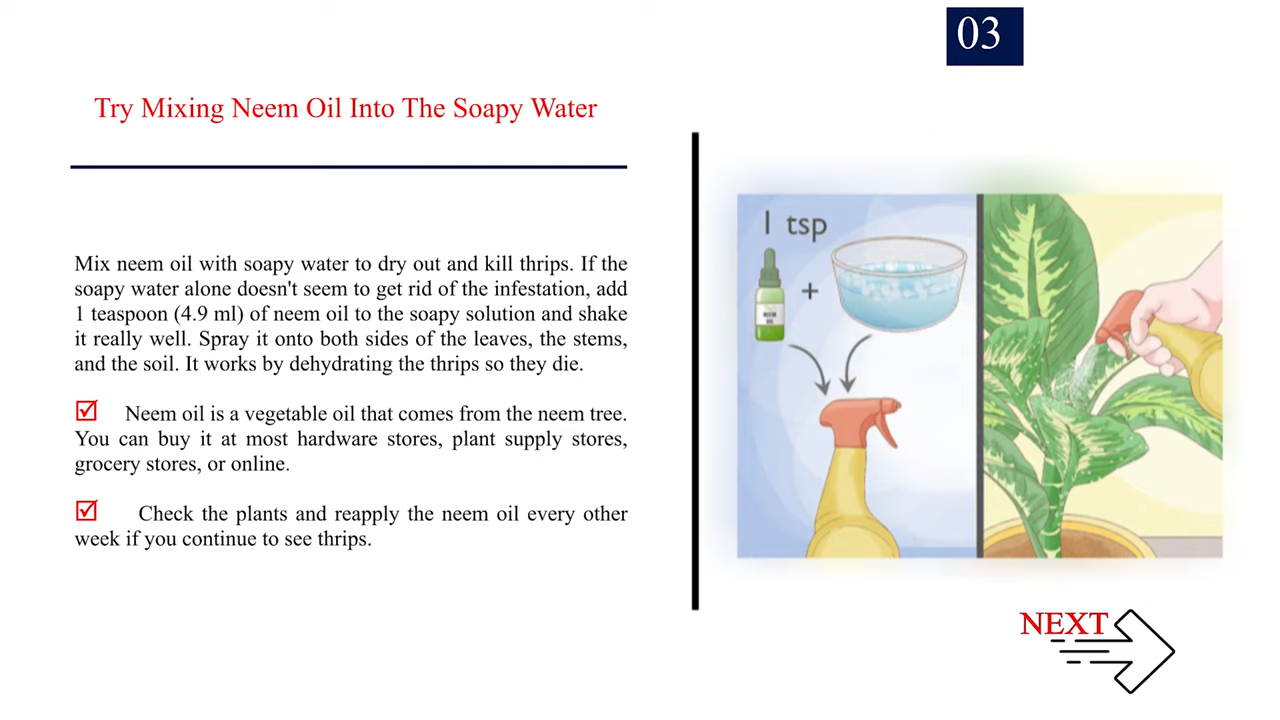 03
Try Mixing Neem Oil Into The Soapy Water
Mix neem oil with soapy water to dry out and kill thrips. If the
soapy water alone doesn't seem to get rid of the infestation, add
1 teaspoon (4.9 ml) of neem oil to the soapy solution and shake
it really well. Spray it onto both sides of the leaves, the stems,
and the soil. It works by dehydrating the thrips so they die.
Neem oil is a vegetable oil that comes from the neem tree.
You can buy it at most hardware stores, plant supply stores,
grocery stores, or online.
Check the plants and reapply the neem oil every other
week if you continue to see thrips.
1 tsp
NEEM
OIL
+
NEXT